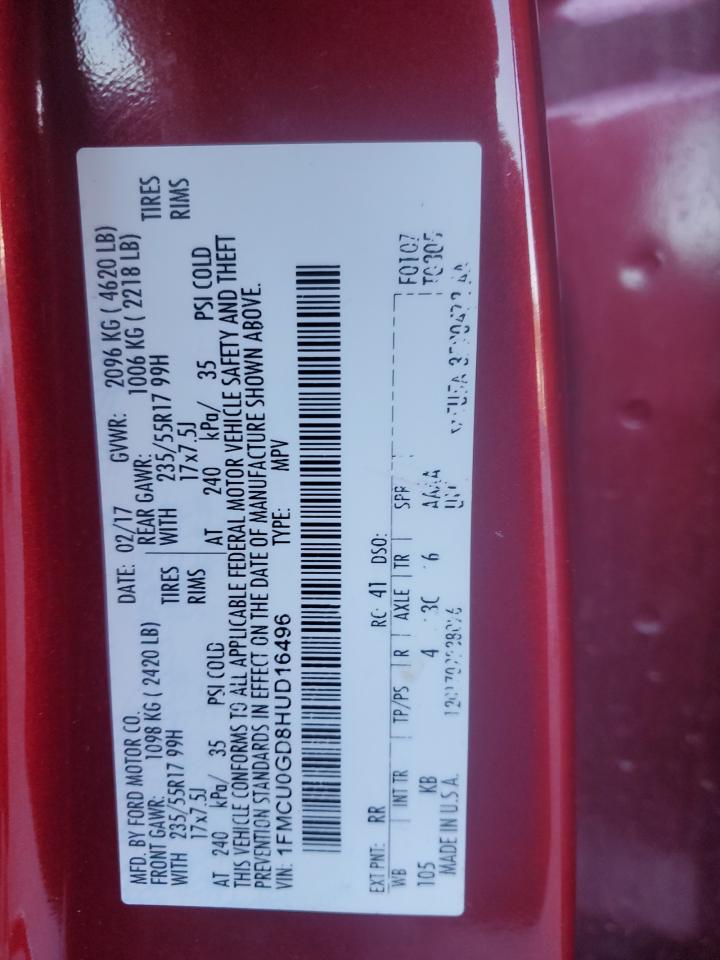 MFD. BY FORD MOTOR CO. DATE: 02/17 GVWR: 2096 KG ( 4620 LB)
FRONT GAWR: 1098 KG ( 2420 LB) REAR GAWR: 1006 KG ( 2218 LB)
WITH 235/55R17 99H TIRES WITH 235/55R17 99H TIRES
17x7.5J RIMS 17x7.5J RIMS
AT 240 kPa/ 35 PSI COLD AT 240 kPa/ 35 PSI COLD
THIS VEHICLE CONFORMS TO ALL APPLICABLE FEDERAL MOTOR VEHICLE SAFETY AND THEFT
PREVENTION STANDARDS IN EFFECT ON THE DATE OF MANUFACTURE SHOWN ABOVE.
VIN: 1FMCU0GD8HUD16496 TYPE: MPV
EXT PNT: RR RC: 41 DSO:
WB INT TR TP/PS R AXLE TR SPR F0107
105 KB 4 3C 6 T0305
MADE IN U.S.A.